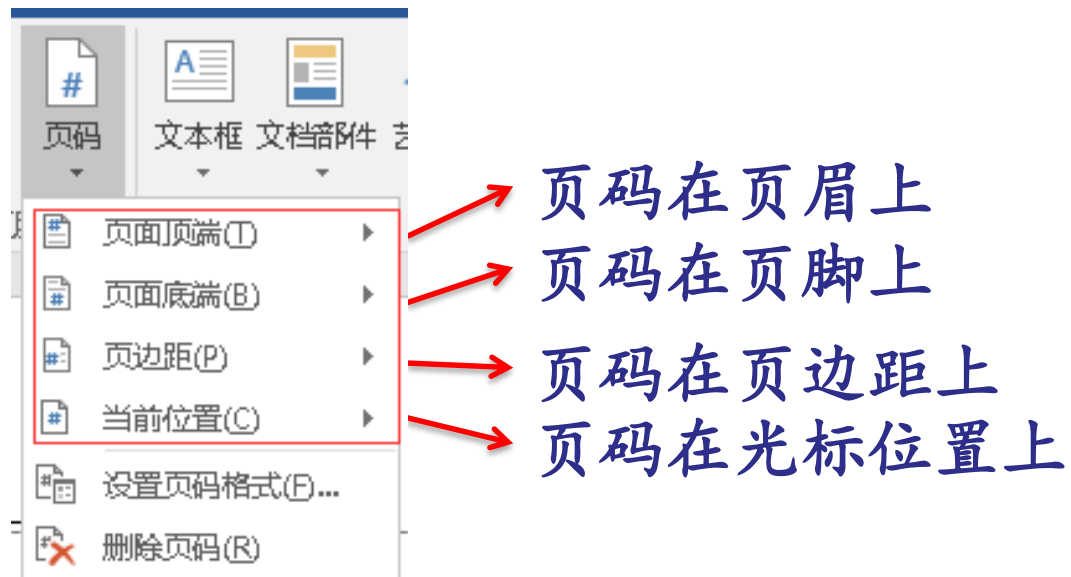 #
A
页码 文本框 文档部件
页面顶端(T)
页面底端(B)
页边距(P)
当前位置(C)
设置页码格式(F)...
删除页码(R)
页码在页眉上
页码在页脚上
页码在页边距上
页码在光标位置上